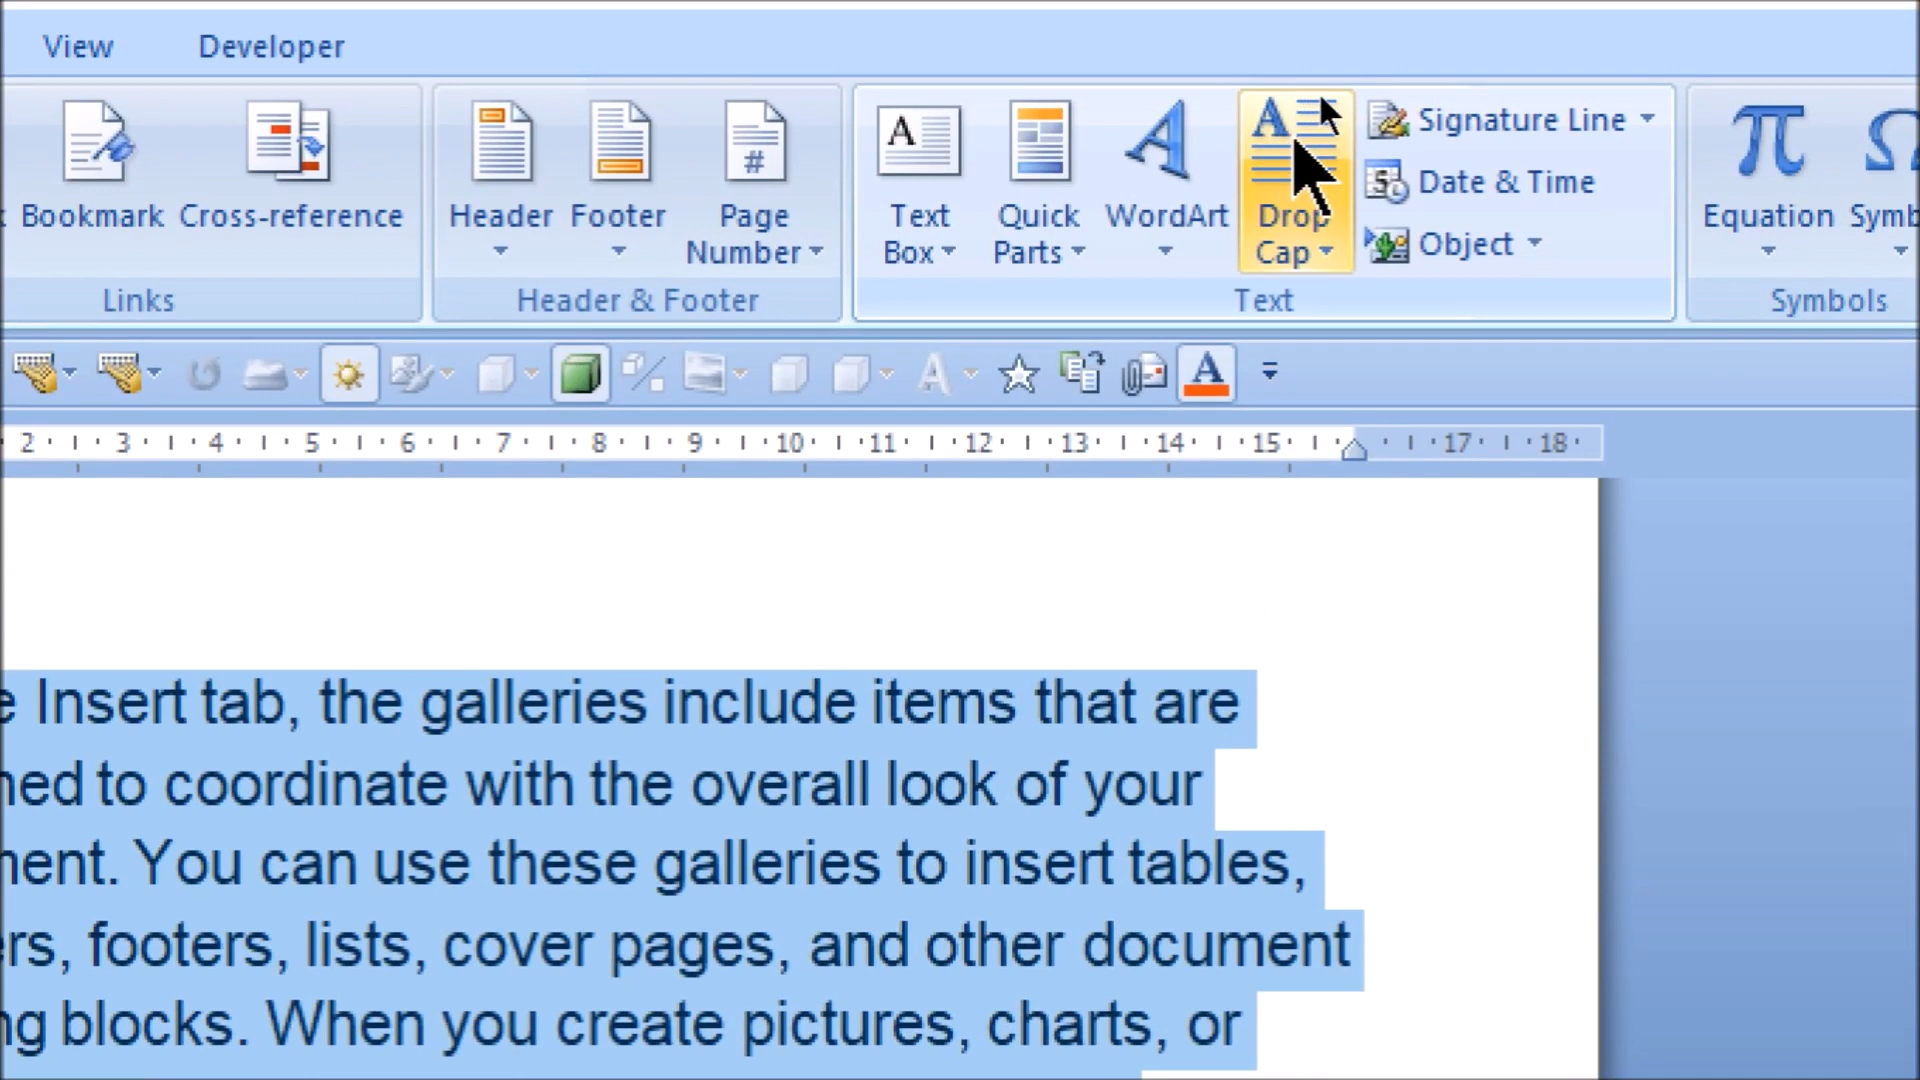 View Developer
Bookmark Cross-reference
Links
Header Footer Page Number
Header & Footer
Text Box Quick Parts WordArt Drop Cap
Signature Line
Date & Time
Object
Text
Equation
Symbols
2 3 4 5 6 7 8 9 10 11 12 13 14 15 17 18
Insert tab, the galleries include items that are
to coordinate with the overall look of your
You can use these galleries to insert tables,
footers, lists, cover pages, and other document
blocks. When you create pictures, charts, or